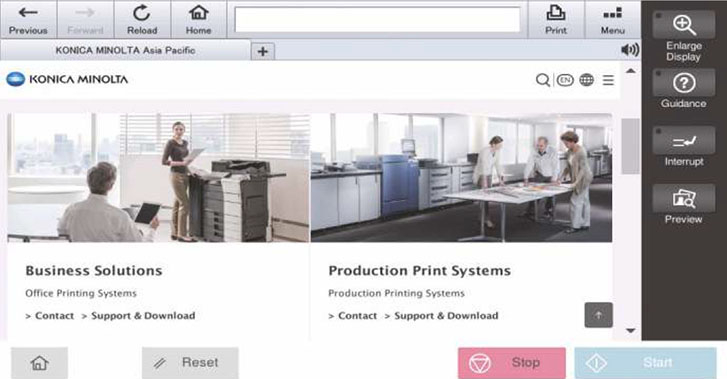 Previous Forward Reload Home Print Menu
KONICA MINOLTA Asia Pacific
KONICA MINOLTA EN
Business Solutions
Office Printing Systems
> Contact > Support & Download
Production Print Systems
Production Printing Systems
> Contact > Support & Download
Enlarge
Display
Guidance
Interrupt
Preview
Reset Stop Start